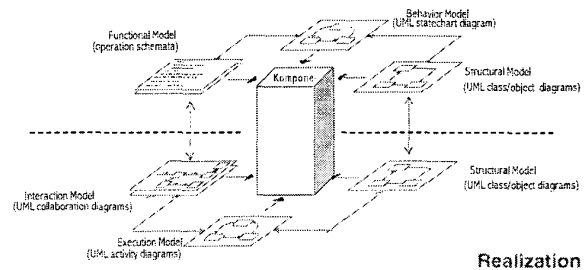 Functional Model
(operation schemata)
Behavior Model
(UML statechart diagram)
Kompone
Structural Model
(UML class/object diagrams)
Interaction Model
(UML collaboration diagrams)
Structural Model
(UML class/object diagrams)
Execution Model
(UML activity diagrams)
Realization